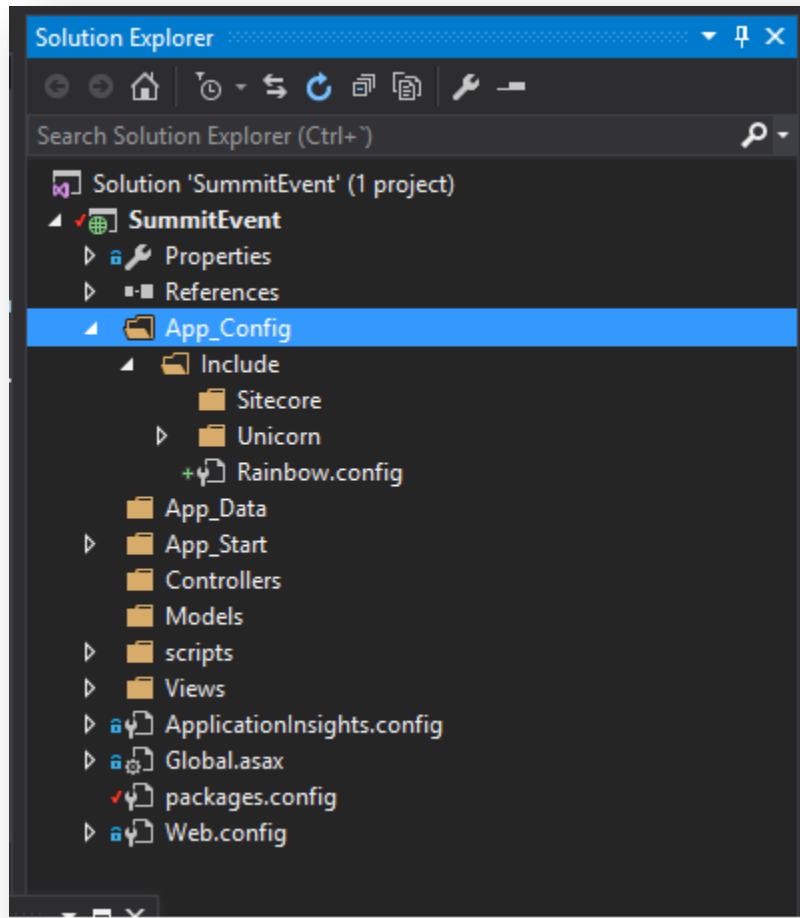 Solution Explorer
Search Solution Explorer (Ctrl+`)
Solution 'SummitEvent' (1 project)
SummitEvent
Properties
References
App_Config
Include
Sitecore
Unicorn
Rainbow.config
App_Data
App_Start
Controllers
Models
scripts
Views
ApplicationInsights.config
Global.asax
packages.config
Web.config